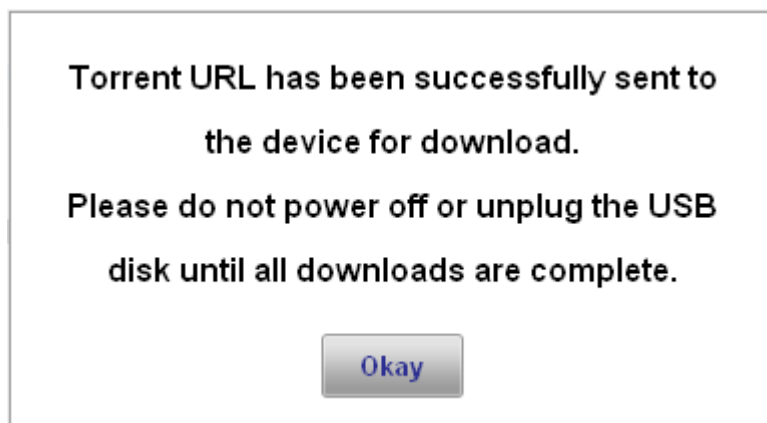 Torrent URL has been successfully sent to
the device for download.
Please do not power off or unplug the USB
disk until all downloads are complete.
Okay